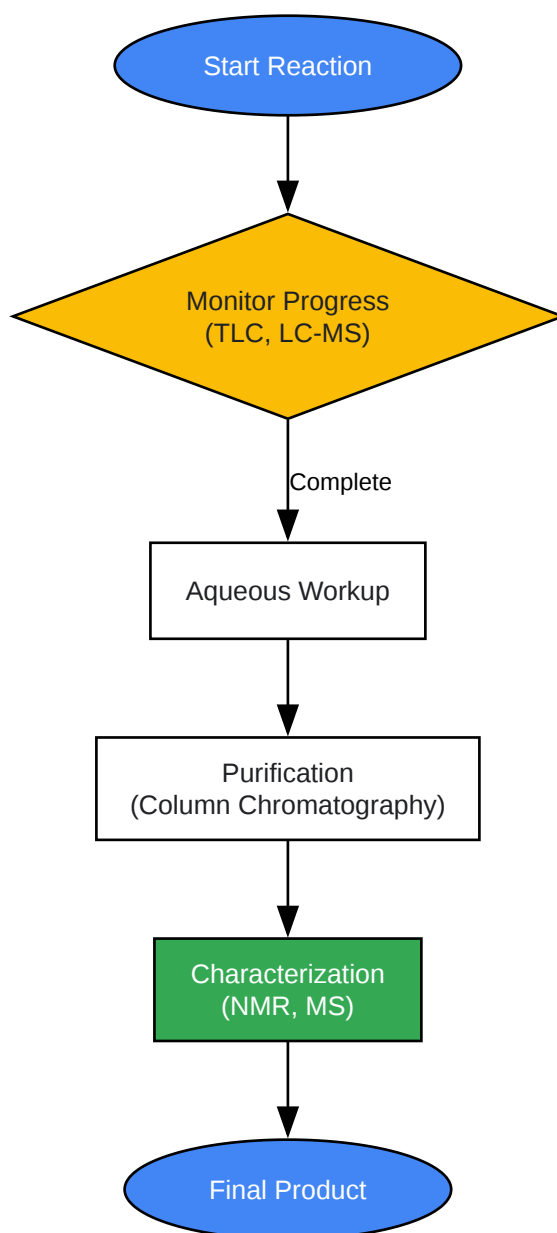 Start Reaction
Monitor Progress
(TLC, LC-MS)
Complete
Aqueous Workup
Purification
(Column Chromatography)
Characterization
(NMR, MS)
Final Product